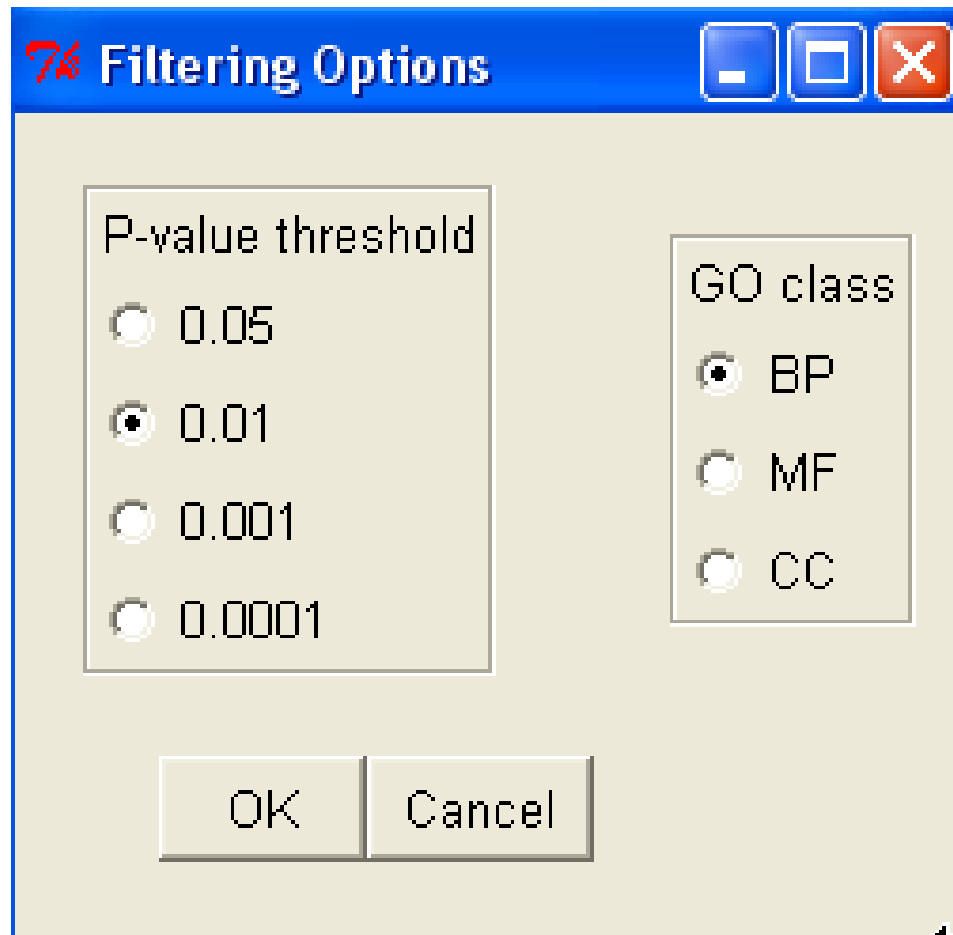 Filtering Options
P-value threshold
0.05
0.01
0.001
0.0001
GO class
BP
MF
CC
OK
Cancel